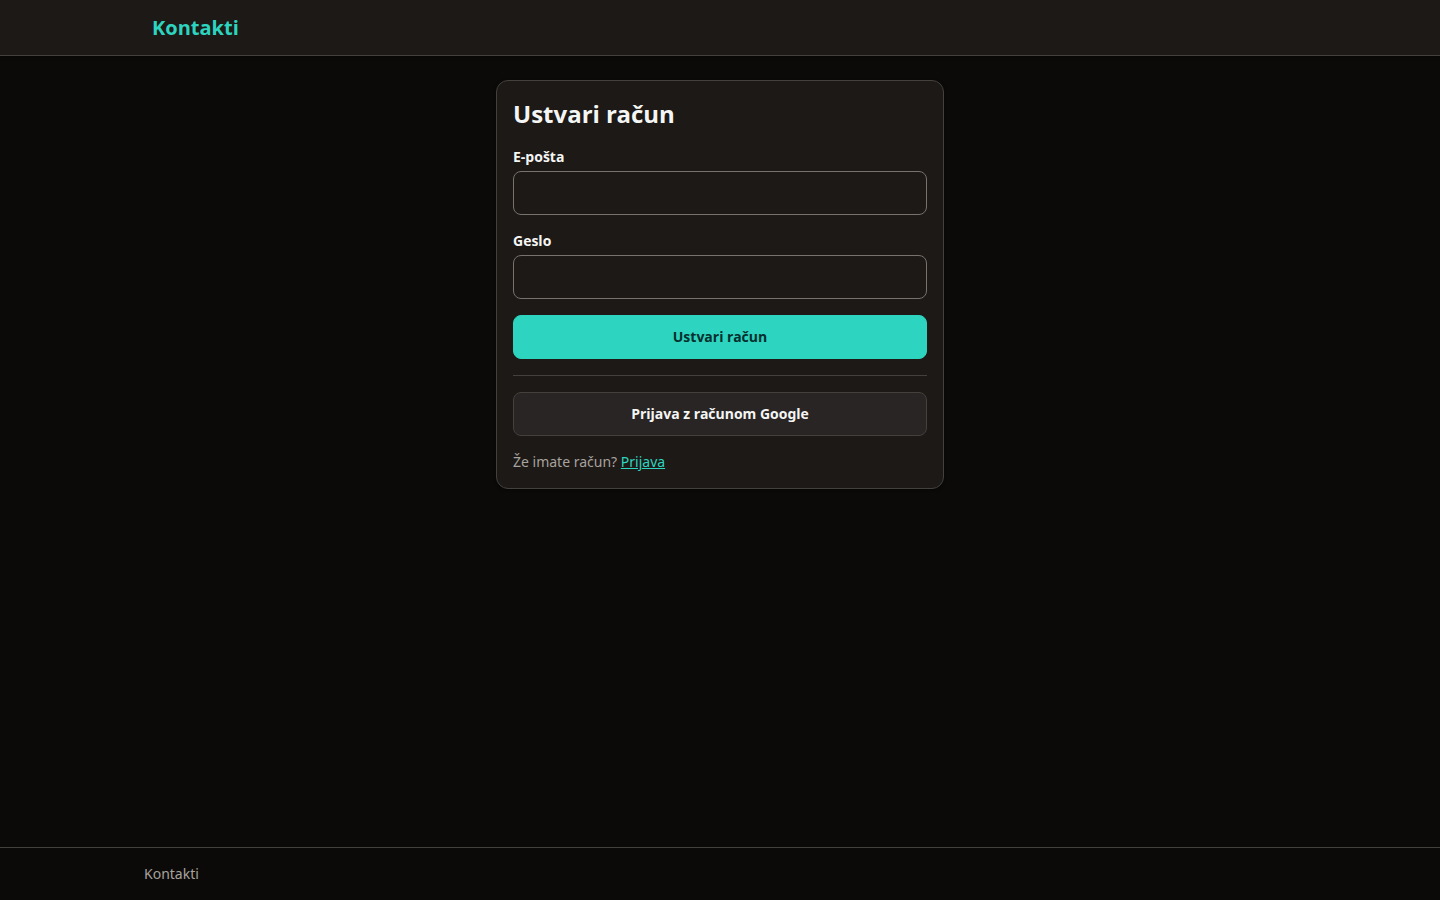 Kontakti
Ustvari račun
E-pošta
Geslo
Ustvari račun
Prijava z računom Google
Že imate račun? Prijava
Kontakti